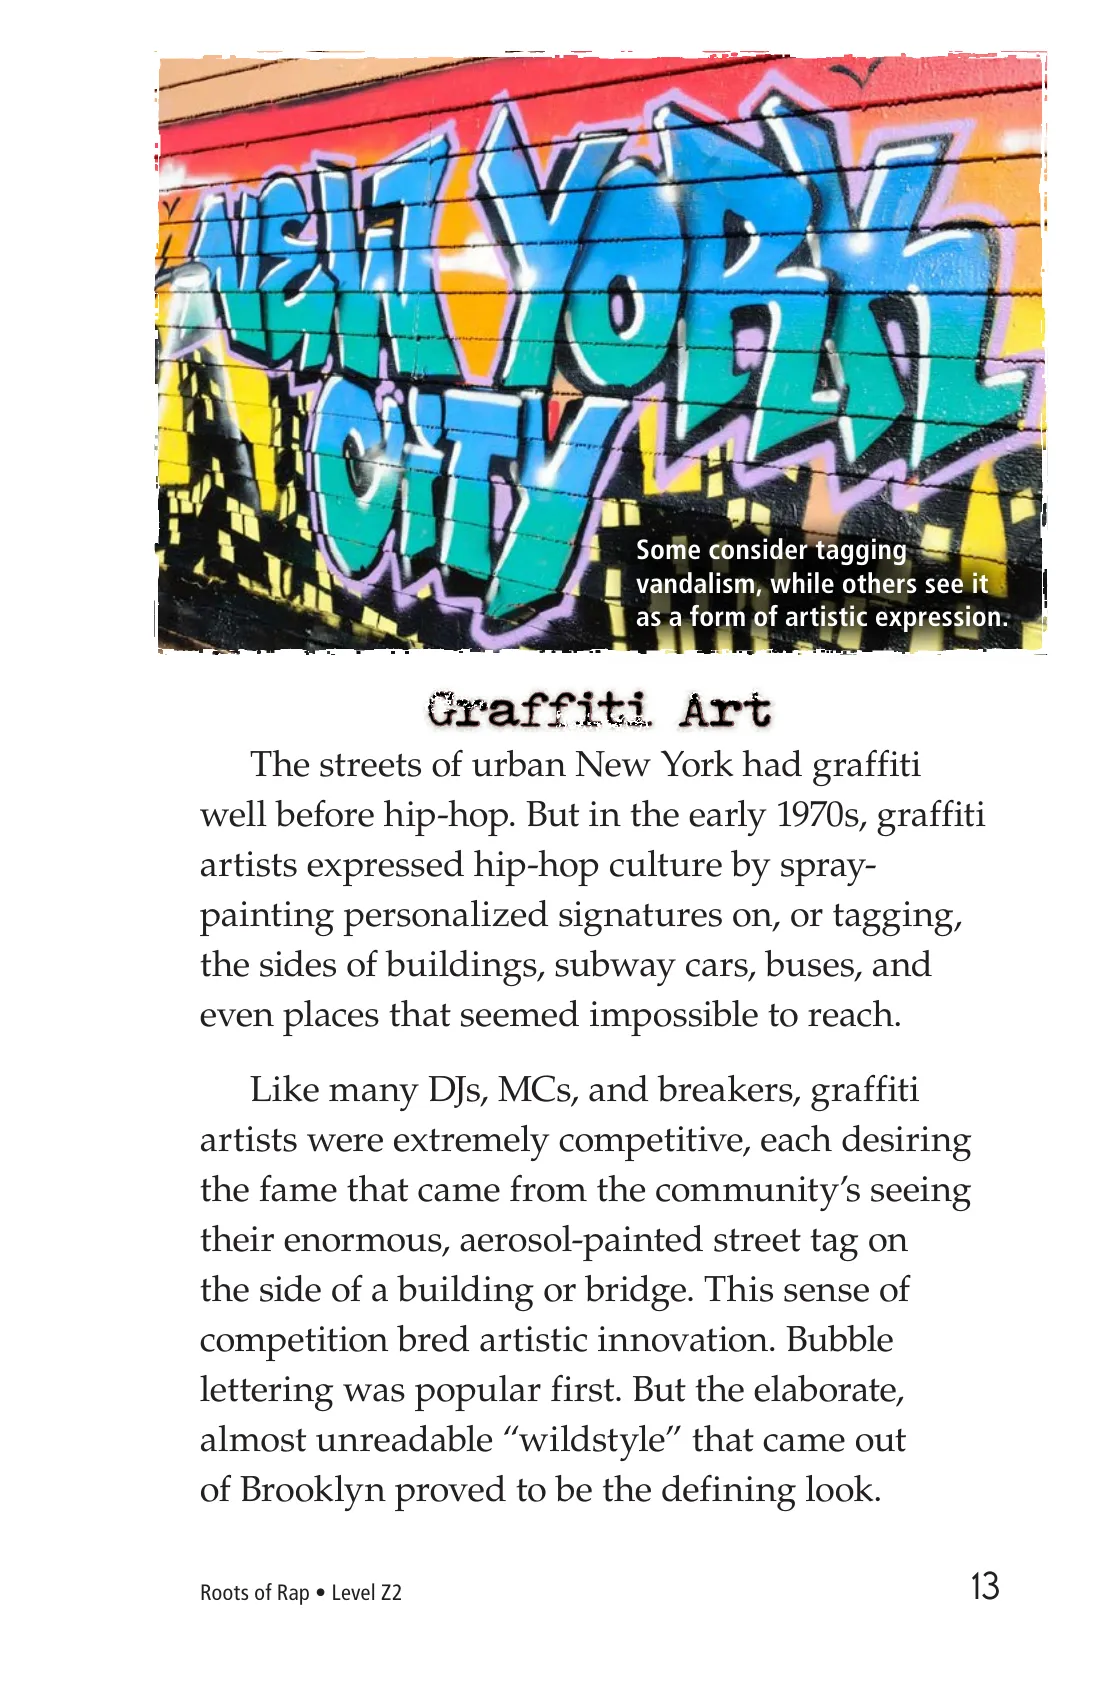 NEW YORK
CITY
Some consider tagging
vandalism, while others see it
as a form of artistic expression.
Graffiti Art
The streets of urban New York had graffiti
well before hip-hop. But in the early 1970s, graffiti
artists expressed hip-hop culture by spray-
painting personalized signatures on, or tagging,
the sides of buildings, subway cars, buses, and
even places that seemed impossible to reach.
Like many DJs, MCs, and breakers, graffiti
artists were extremely competitive, each desiring
the fame that came from the community’s seeing
their enormous, aerosol-painted street tag on
the side of a building or bridge. This sense of
competition bred artistic innovation. Bubble
lettering was popular first. But the elaborate,
almost unreadable “wildstyle” that came out
of Brooklyn proved to be the defining look.
Roots of Rap • Level Z2
13